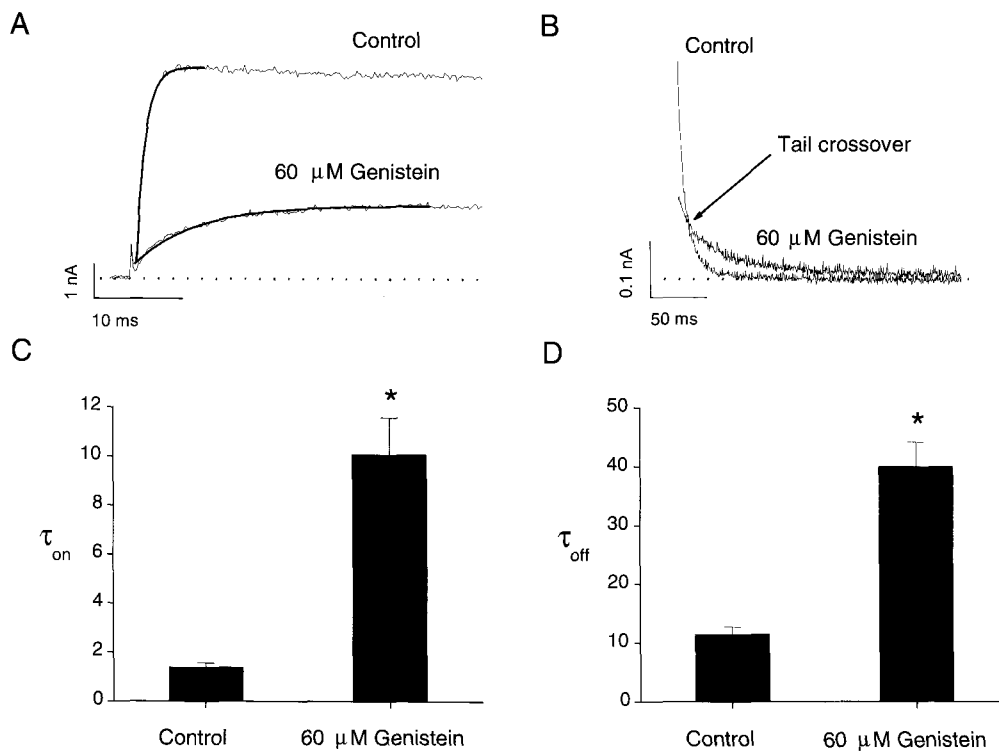 A
Control
60 μM Genistein
1 nA
10 ms
B
Control
Tail crossover
60 μM Genistein
0.1 nA
50 ms
C
*
12
10
8
6
4
2
0
τon
Control
60 μM Genistein
D
*
50
40
30
20
10
0
τoff
Control
60 μM Genistein